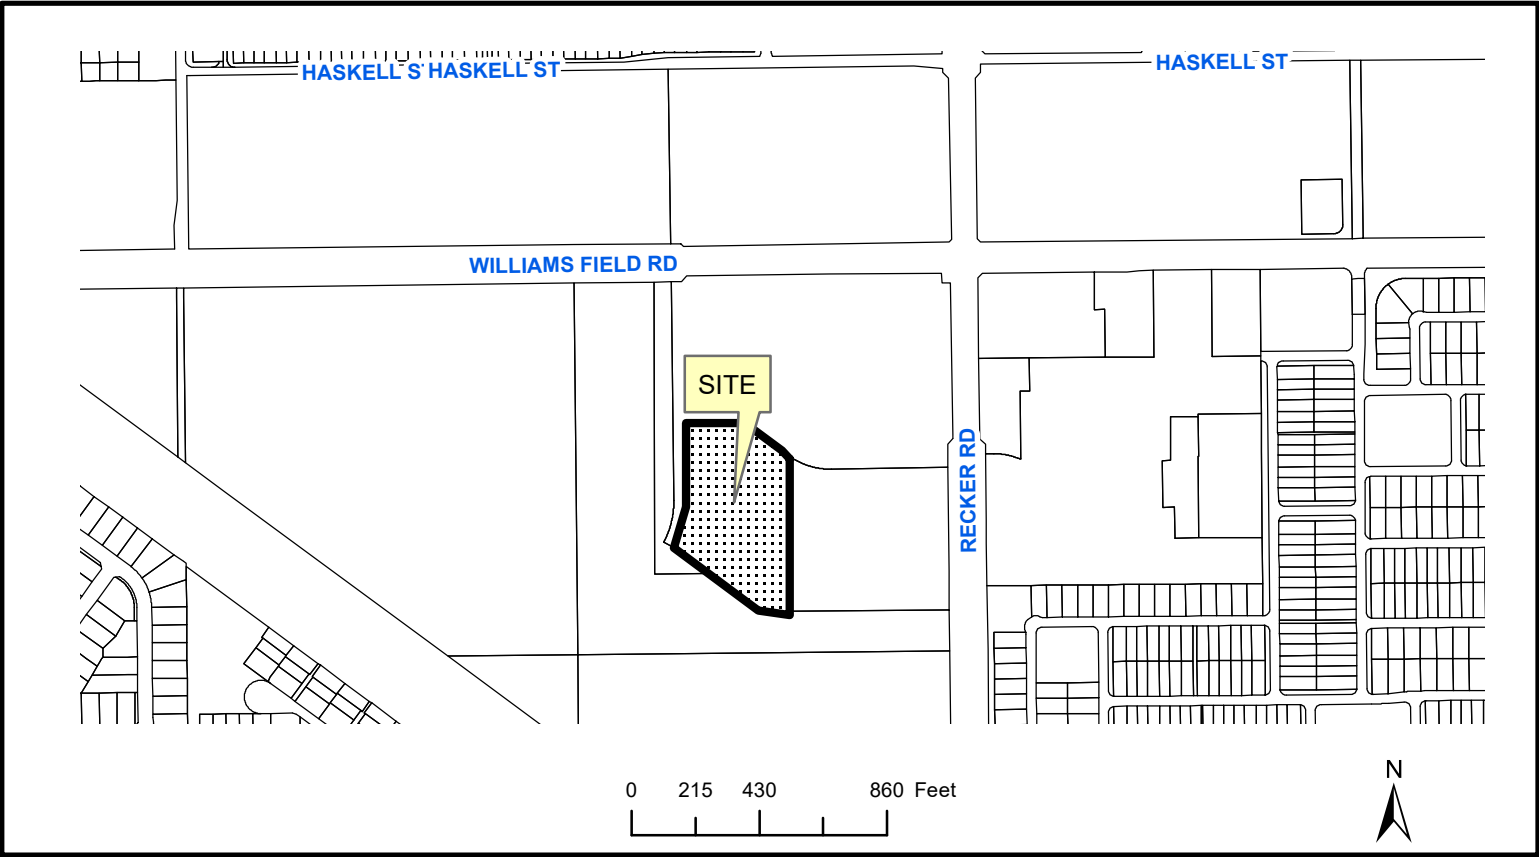 HASKELL S HASKELL ST
HASKELL ST
WILLIAMS FIELD RD
SITE
RECKER RD
0 215 430 860 Feet
N